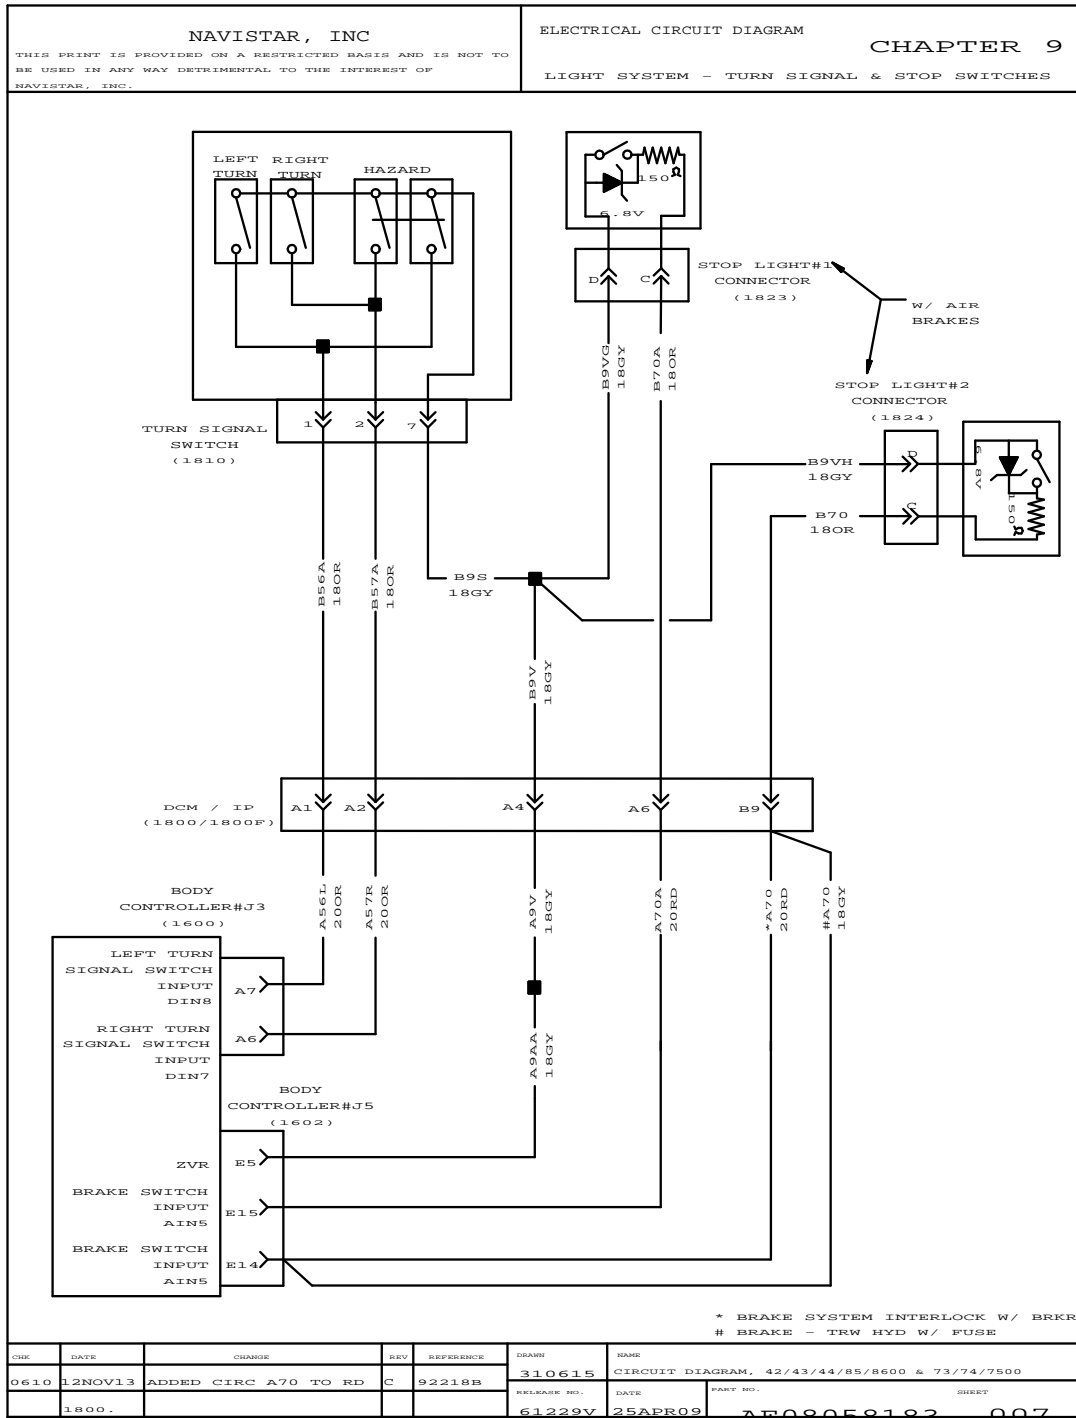 NAVISTAR, INC
THIS PRINT IS PROVIDED ON A RESTRICTED BASIS AND IS NOT TO
BE USED IN ANY WAY DETRIMENTAL TO THE INTEREST OF
NAVISTAR, INC.
ELECTRICAL CIRCUIT DIAGRAM
CHAPTER 9
LIGHT SYSTEM - TURN SIGNAL & STOP SWITCHES
LEFT
TURN
RIGHT
TURN
HAZARD
150Ω
6.8V
D
C
STOP LIGHT#1
CONNECTOR
(1823)
W/ AIR
BRAKES
B9VG
18GY
B70A
18OR
STOP LIGHT#2
CONNECTOR
(1824)
1
2
7
TURN SIGNAL
SWITCH
(1810)
B9VH
18GY
D
B70
18OR
C
6.8V
150Ω
B56A
18OR
B57A
18OR
B9S
18GY
B9V
18GY
DCM / IP
(1800/1800F)
A1
A2
A4
A6
B9
A56L
20OR
A57R
20OR
A9V
18GY
A70A
20RD
*A70
20RD
#A70
18GY
BODY
CONTROLLER#J3
(1600)
LEFT TURN
SIGNAL SWITCH
INPUT
DIN8
A7
RIGHT TURN
SIGNAL SWITCH
INPUT
DIN7
A6
A9AA
18GY
BODY
CONTROLLER#J5
(1602)
ZVR
E5
BRAKE SWITCH
INPUT
AIN5
E15
BRAKE SWITCH
INPUT
AIN5
E14
* BRAKE SYSTEM INTERLOCK W/ BRKR
# BRAKE - TRW HYD W/ FUSE
CHK DATE CHANGE REV REFERENCE
0610 12NOV13 ADDED CIRC A70 TO RD C 92218B
1800.
DRAWN
310615
NAME
CIRCUIT DIAGRAM, 42/43/44/85/8600 & 73/74/7500
RELEASE NO.
61229V
DATE
25APR09
PART NO.
AE08058183
SHEET
007